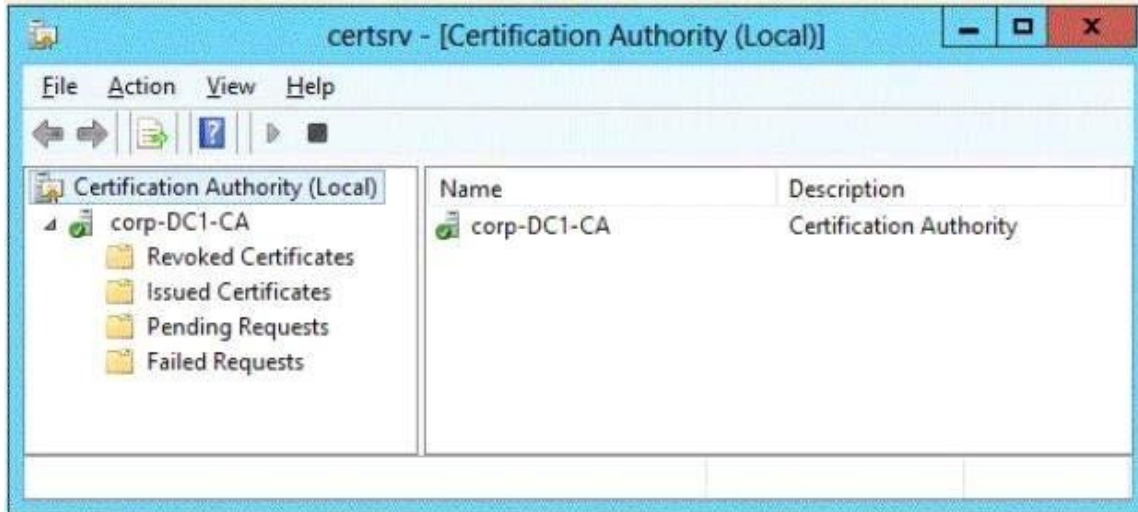 certsrv - [Certification Authority (Local)]
File Action View Help
Certification Authority (Local)
corp-DC1-CA
Revoked Certificates
Issued Certificates
Pending Requests
Failed Requests
Name Description
corp-DC1-CA Certification Authority